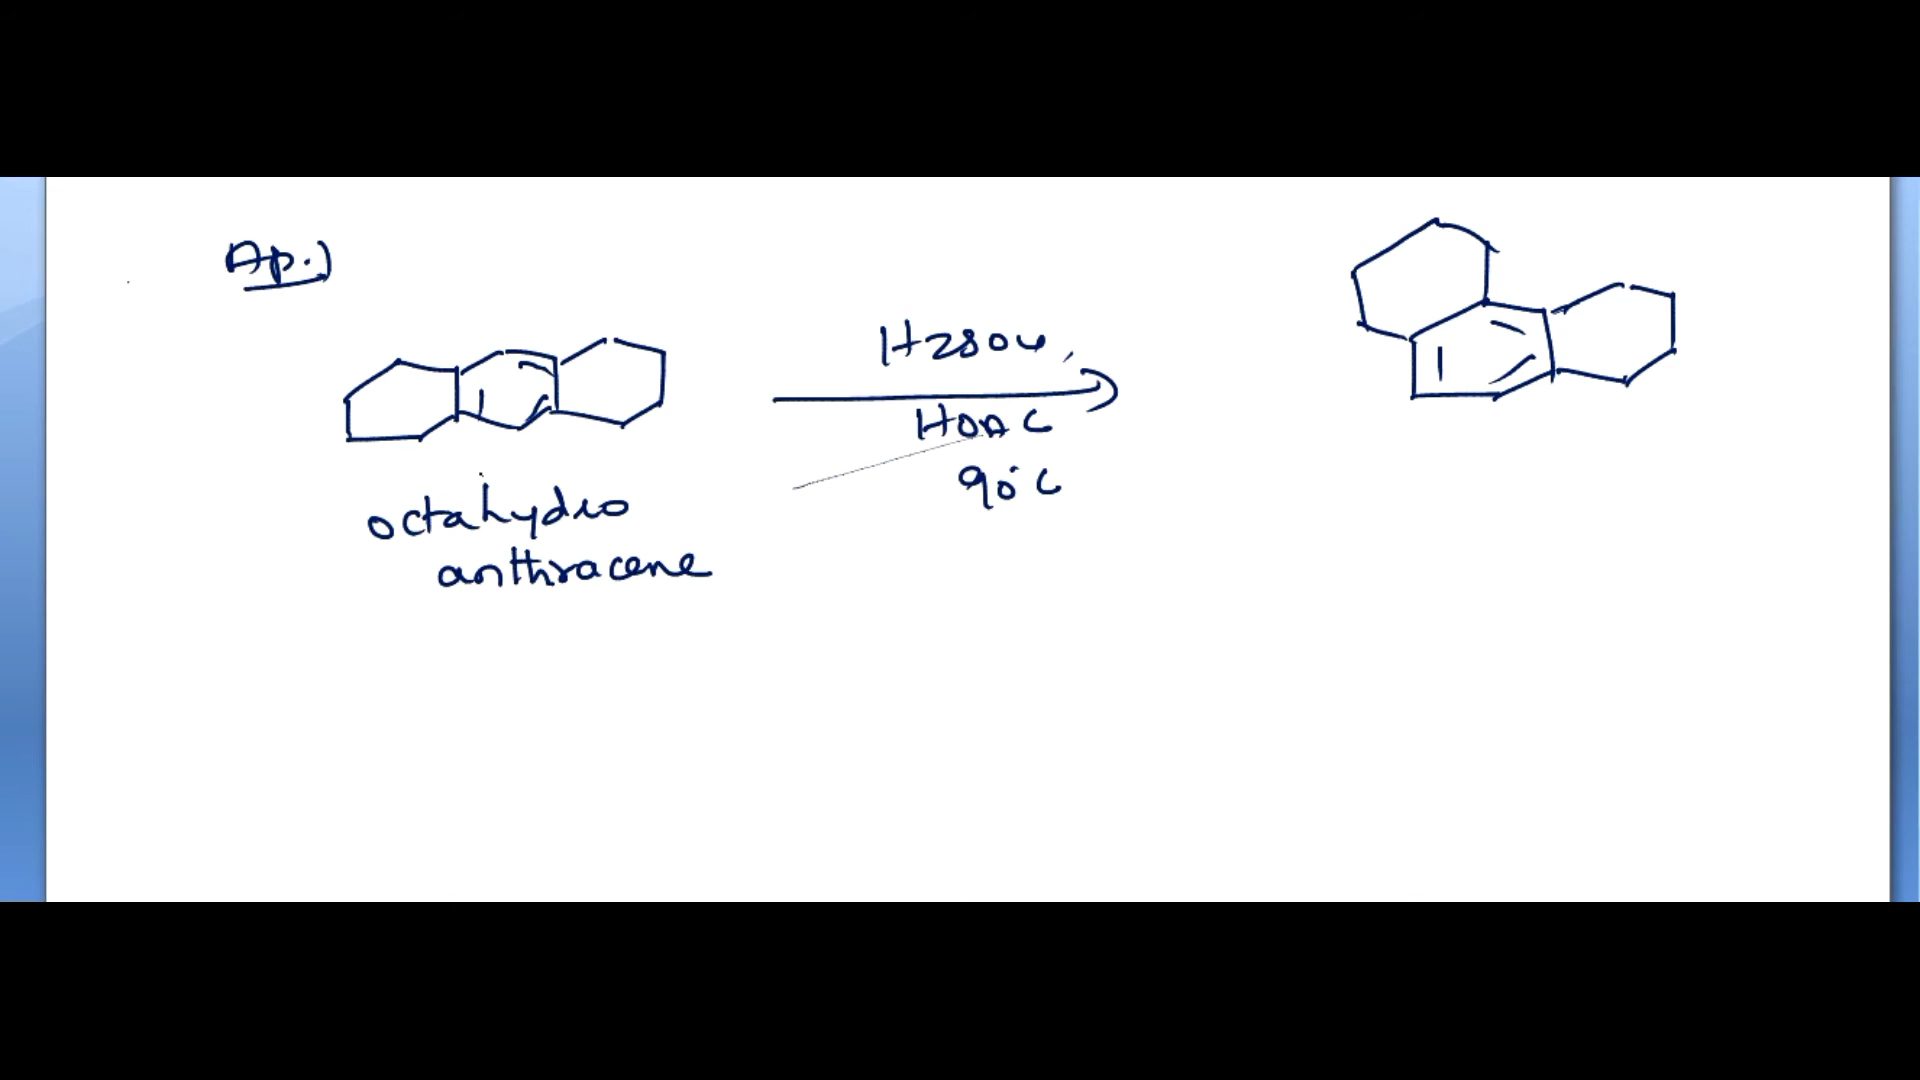 Ap.)
H2SO4,
HOAC
90°C
octahydro
anthracene